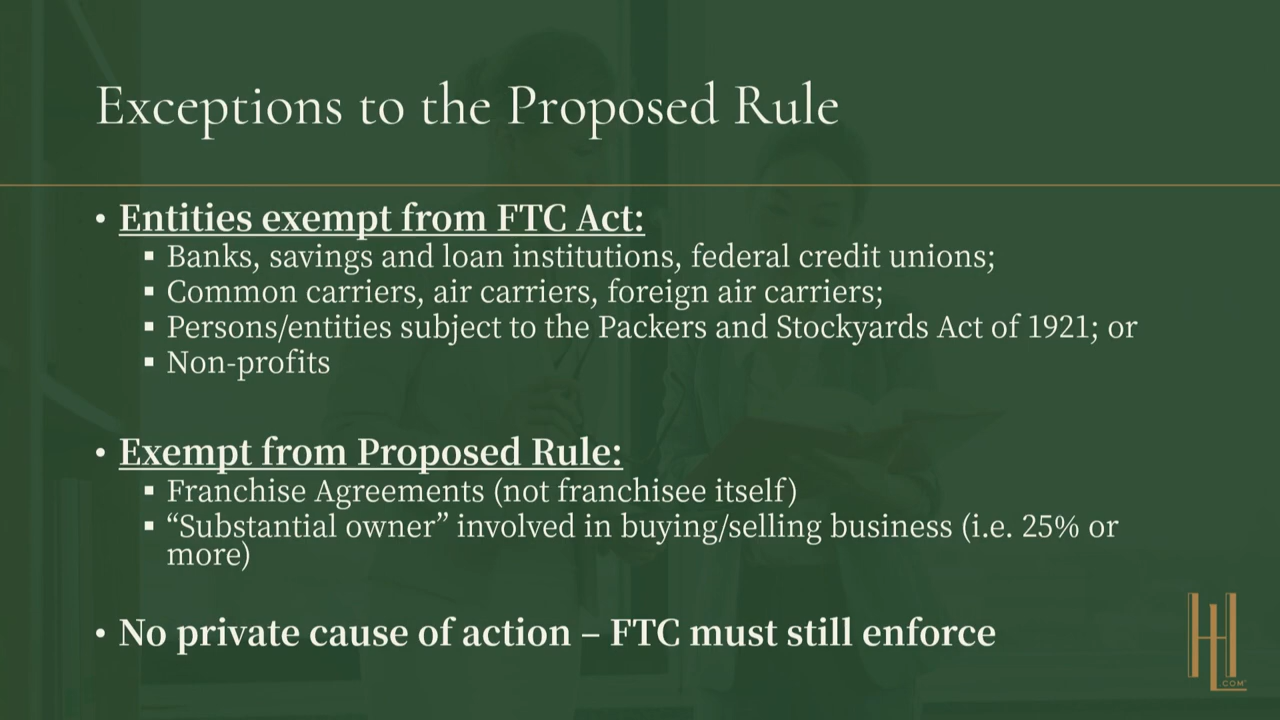 Exceptions to the Proposed Rule
• Entities exempt from FTC Act:
▪ Banks, savings and loan institutions, federal credit unions;
▪ Common carriers, air carriers, foreign air carriers;
▪ Persons/entities subject to the Packers and Stockyards Act of 1921; or
▪ Non-profits
• Exempt from Proposed Rule:
▪ Franchise Agreements (not franchisee itself)
▪ “Substantial owner” involved in buying/selling business (i.e. 25% or
more)
• No private cause of action – FTC must still enforce
HL
.COM